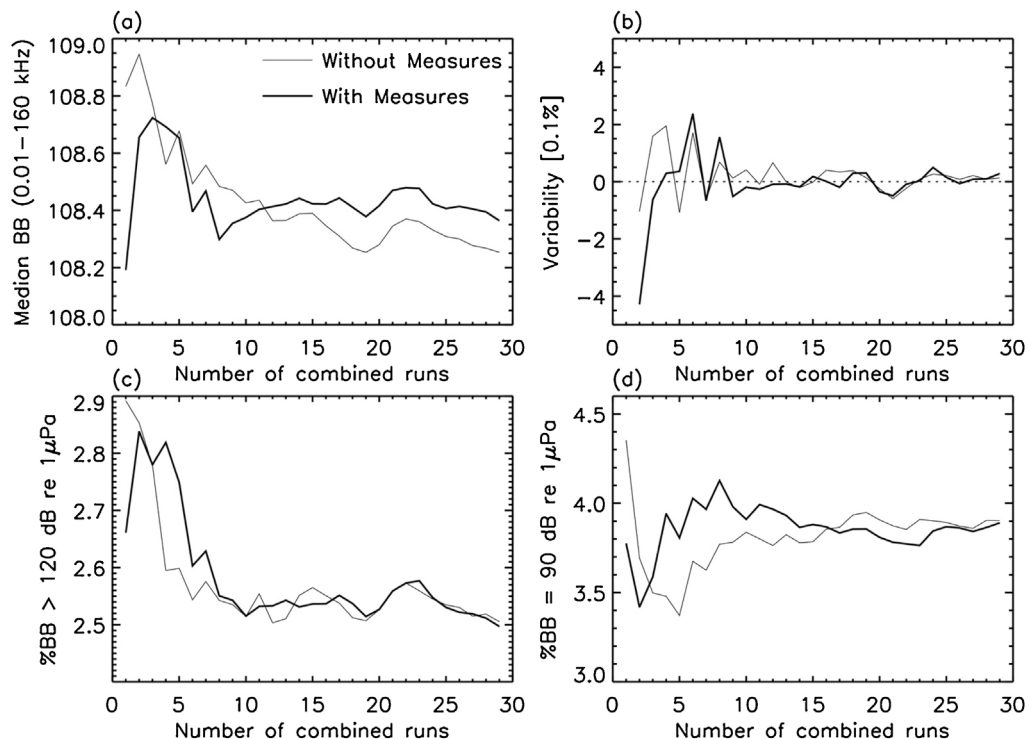 (a)
Median BB (0.01-160 kHz)
109.0
108.8
108.6
108.4
108.2
108.0
Without Measures
With Measures
0 5 10 15 20 25 30
Number of combined runs
(b)
Variability [0.1%]
4
2
0
-2
-4
0 5 10 15 20 25 30
Number of combined runs
(c)
%BB > 120 dB re 1μPa
2.9
2.8
2.7
2.6
2.5
0 5 10 15 20 25 30
Number of combined runs
(d)
%BB = 90 dB re 1μPa
4.5
4.0
3.5
3.0
0 5 10 15 20 25 30
Number of combined runs